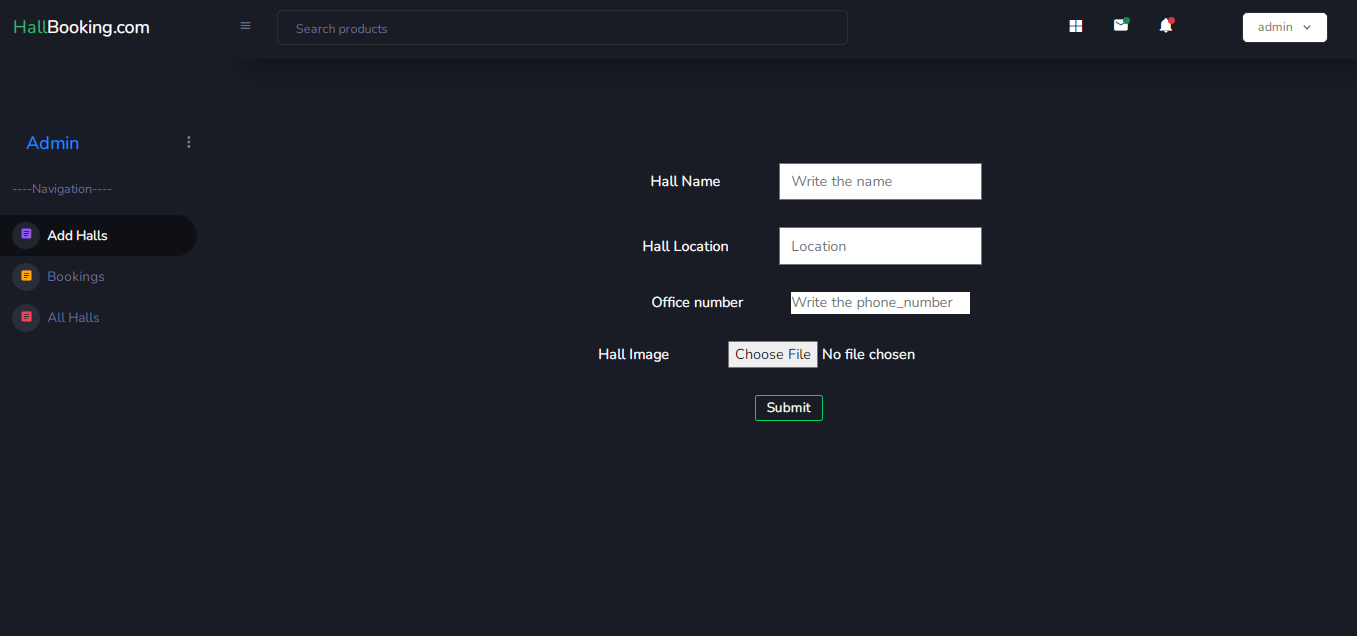 HallBooking.com
Search products
admin
Admin
----Navigation----
Add Halls
Bookings
All Halls
Hall Name Write the name
Hall Location Location
Office number Write the phone_number
Hall Image Choose File No file chosen
Submit